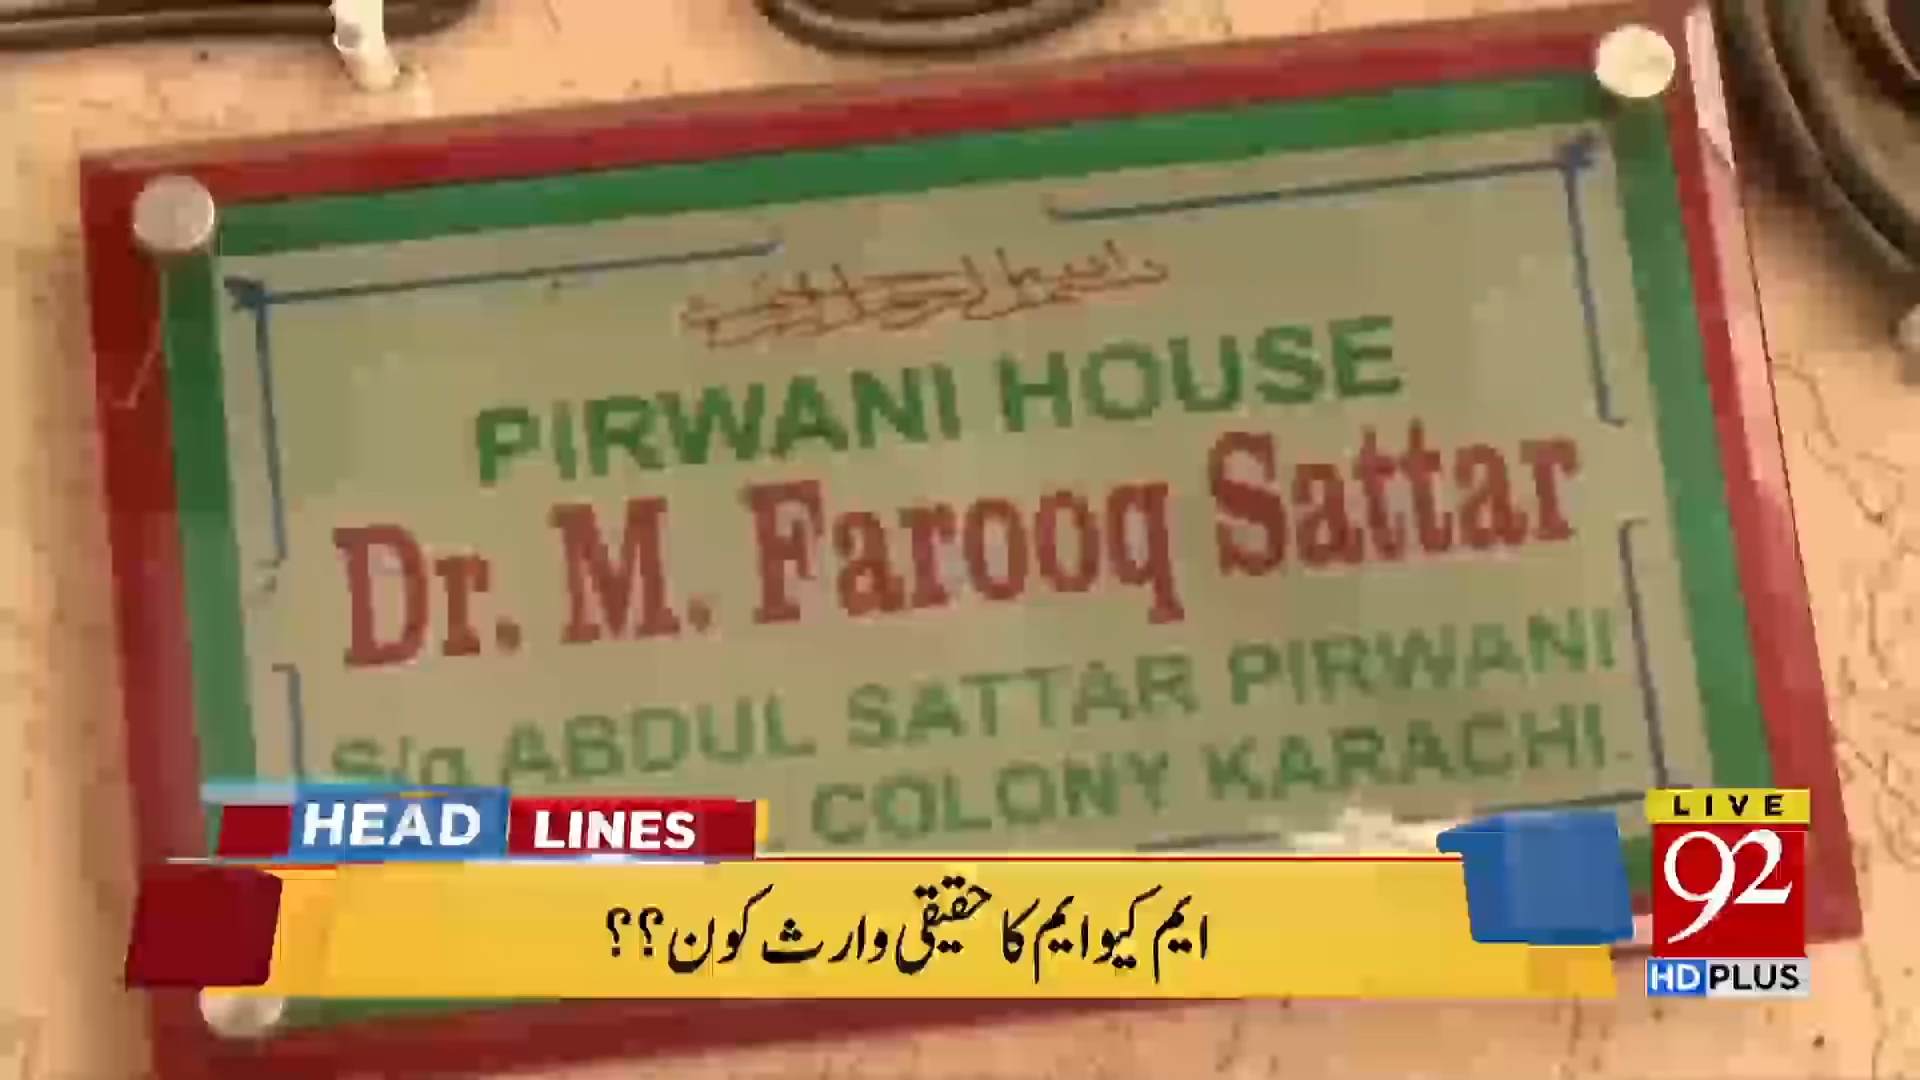 PIRWANI HOUSE
Dr. M. Farooq Sattar
S/o ABDUL SATTAR PIRWANI
COLONY KARACHI.
HEAD LINES
ایم کیو ایم کا حقیقی وارث کون؟؟
LIVE
92
HD PLUS